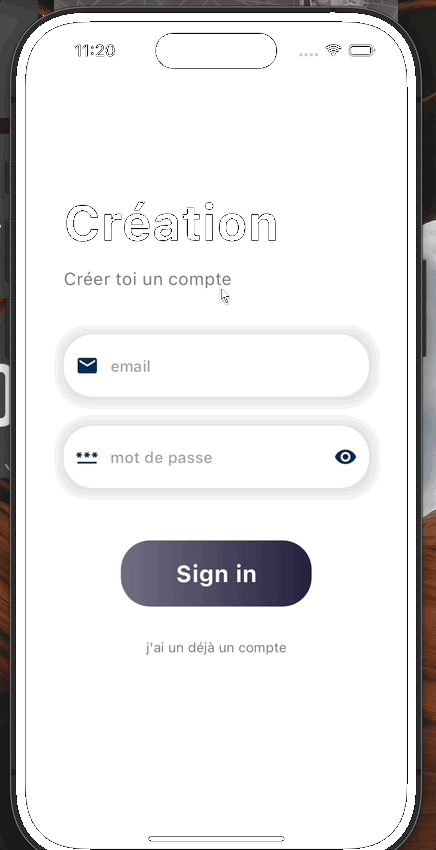 11:20
Création
Créer toi un compte
email
mot de passe
Sign in
j'ai un déjà un compte